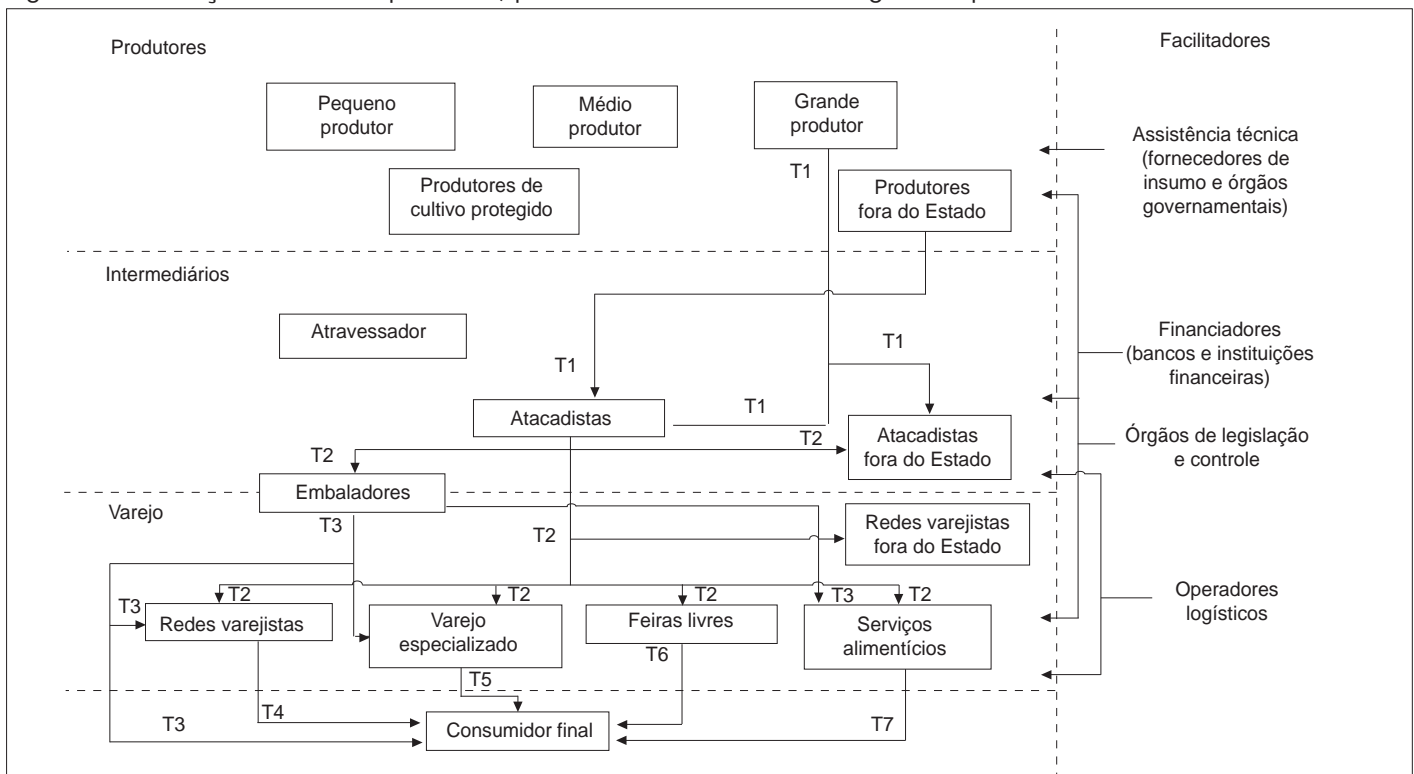 Produtores
Facilitadores
Pequeno
produtor
Médio
produtor
Grande
produtor
T1
Produtores de
cultivo protegido
Produtores
fora do Estado
Assistência técnica
(fornecedores de
insumo e órgãos
governamentais)
Intermediários
Atravessador
T1
T1
Financiadores
(bancos e instituições
financeiras)
Atacadistas
T1
T2
Atacadistas
fora do Estado
Órgãos de legislação
e controle
T2
Embaladores
Varejo
T3
T2
Redes varejistas
fora do Estado
T3
T2
Redes varejistas
T2
Varejo
especializado
T2
Feiras livres
T3
T2
Serviços
alimentícios
Operadores
logísticos
T6
T5
T3
T4
Consumidor final
T7